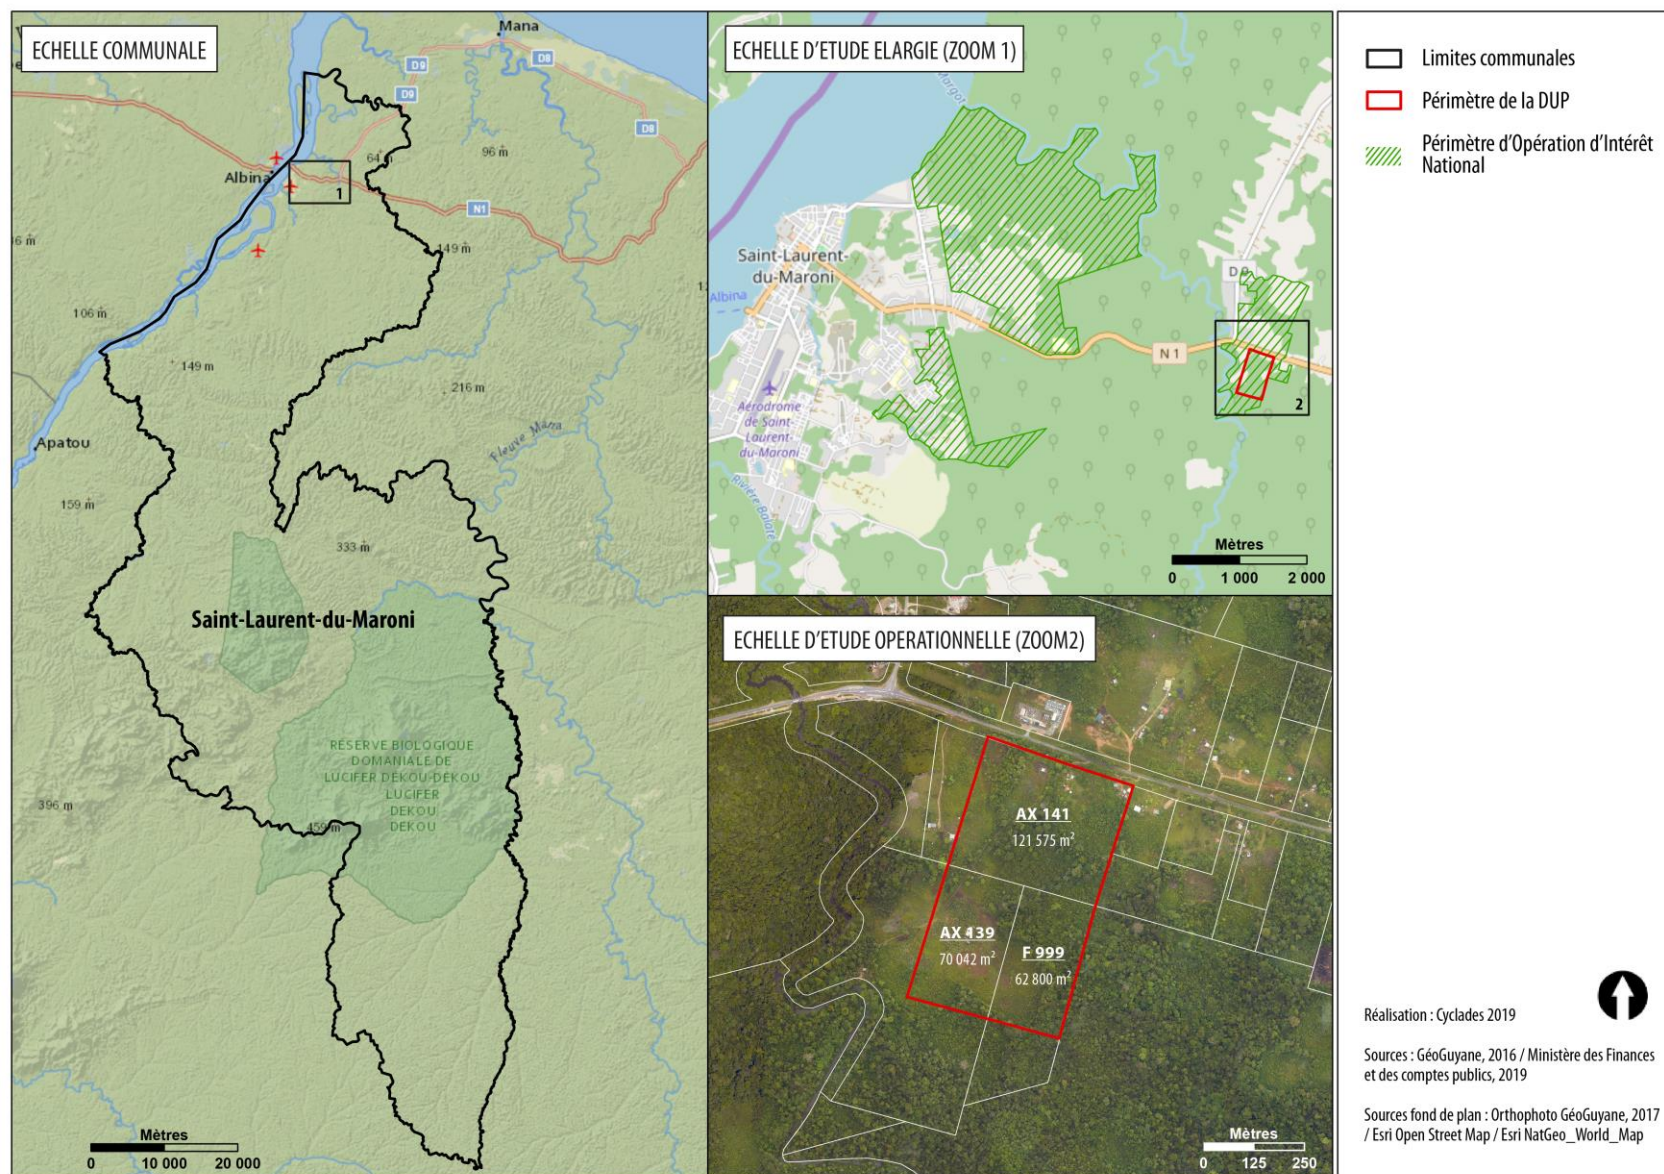 ECHELLE COMMUNALE
Mana
D9
D8
D9
D8
64 m
96 m
Albina
1
N1
149 m
36 m
106 m
149 m
216 m
Apatou
Fleuve Mana
159 m
333 m
Saint-Laurent-du-Maroni
RÉSERVE BIOLOGIQUE
DOMANIALE DE
LUCIFER DÉKOU-DÉKOU
LUCIFER
DEKOU
DEKOU
396 m
459 m
Mètres
0 10 000 20 000
ECHELLE D'ETUDE ELARGIE (ZOOM 1)
Margot
Saint-Laurent-
du-Maroni
D 9
Albina
N 1
2
Aérodrome
de Saint-
Laurent-
du-Maroni
Rivière Balate
Mètres
0 1 000 2 000
ECHELLE D'ETUDE OPERATIONNELLE (ZOOM2)
AX 141
121 575 m²
AX 139
70 042 m²
F 999
62 800 m²
Mètres
0 125 250
Limites communales
Périmètre de la DUP
Périmètre d'Opération d'Intérêt
National
Réalisation : Cyclades 2019
Sources : GéoGuyane, 2016 / Ministère des Finances
et des comptes publics, 2019
Sources fond de plan : Orthophoto GéoGuyane, 2017
/ Esri Open Street Map / Esri NatGeo_World_Map